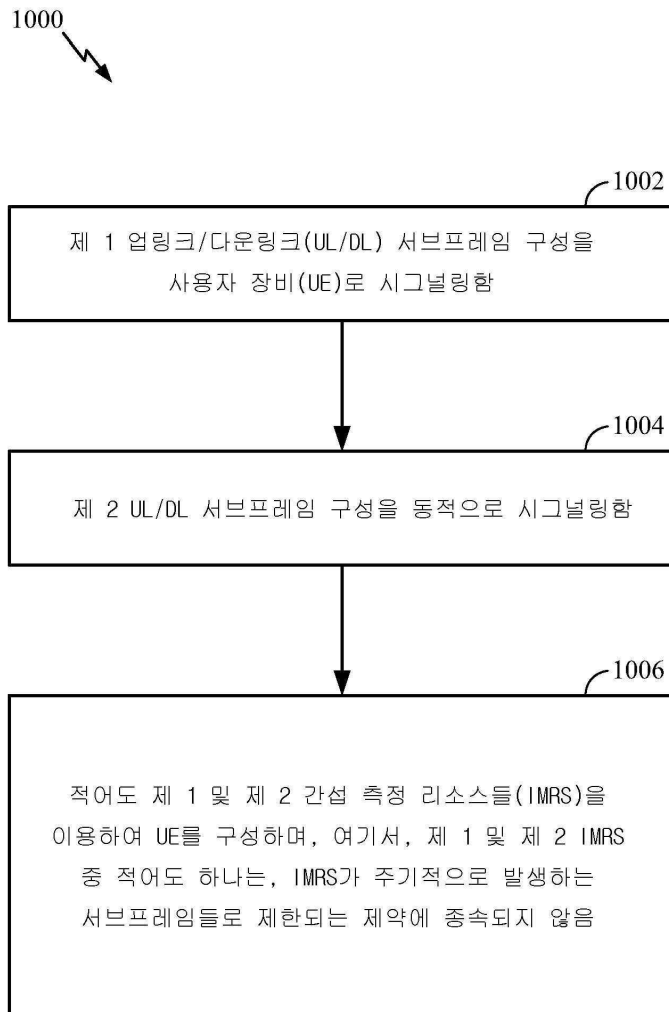 1000
1002
제 1 업링크/다운링크(UL/DL) 서브프레임 구성을
사용자 장비(UE)로 시그널링함
1004
제 2 UL/DL 서브프레임 구성을 동적으로 시그널링함
1006
적어도 제 1 및 제 2 간섭 측정 리소스들(IMRS)을
이용하여 UE를 구성하며, 여기서, 제 1 및 제 2 IMRS
중 적어도 하나는, IMRS가 주기적으로 발생하는
서브프레임들로 제한되는 제약에 종속되지 않음